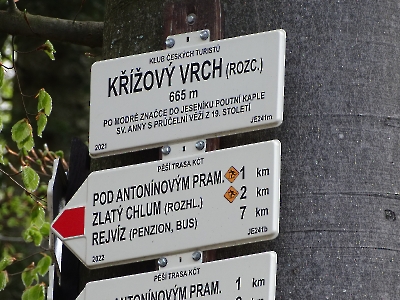 KLUB ČESKÝCH TURISTŮ
KŘÍŽOVÝ VRCH (ROZC.)
665 m
PO MODRÉ ZNAČCE DO JESENÍKU POUTNÍ KAPLE
SV. ANNY S PRŮČELNÍ VĚŽÍ Z 19. STOLETÍ
2021 JE241m
PĚŠÍ TRASA KČT
POD ANTONÍNOVÝM PRAM. 1 km
ZLATÝ CHLUM (ROZHL.) 2 km
REJVÍZ (PENZION, BUS) 7 km
2022 JE241b
PĚŠÍ TRASA KČT
POD ANTONÍNOVÝM PRAM. 1 km